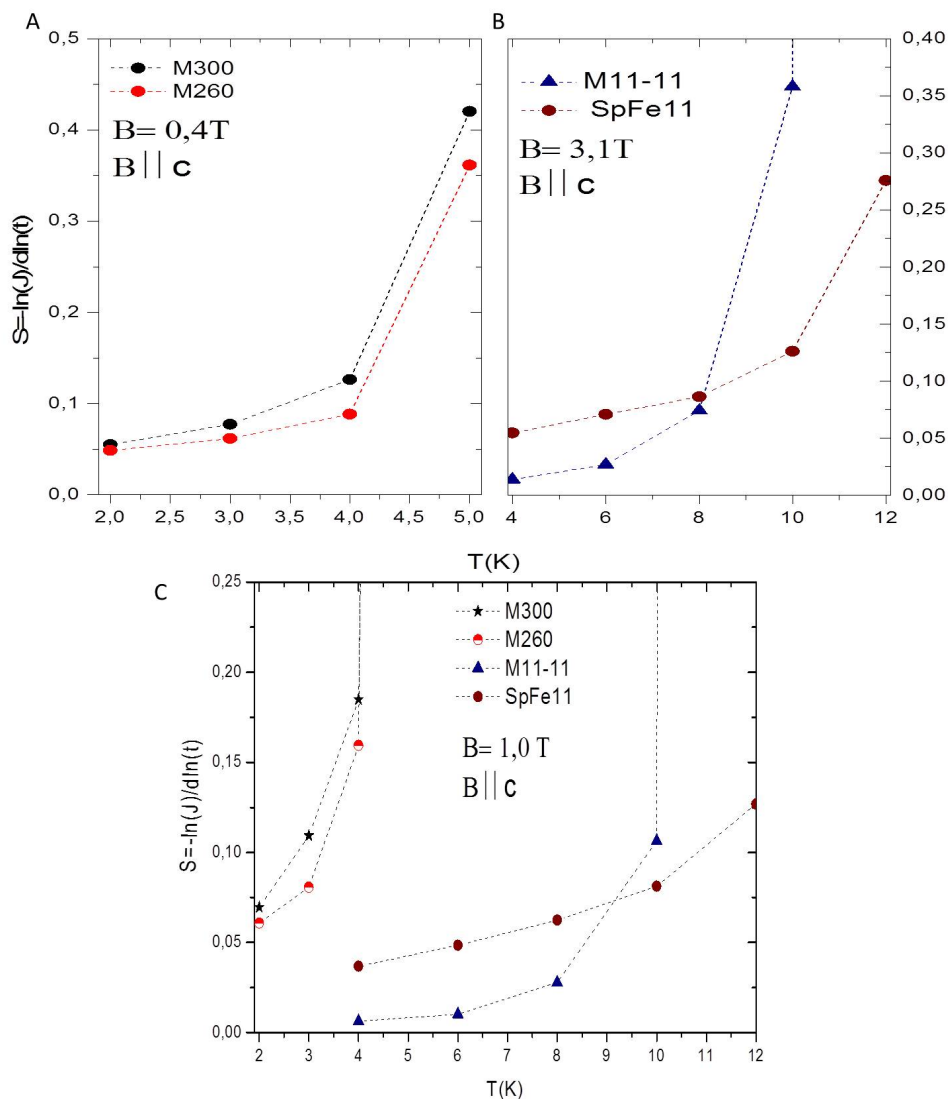 A
0,5
0,4
0,3
0,2
0,1
0,0
S=-ln(J)/dln(t)
M300
M260
B= 0,4T
B || c
2,0 2,5 3,0 3,5 4,0 4,5 5,0
B
M11-11
SpFe11
B= 3,1T
B || c
0,40
0,35
0,30
0,25
0,20
0,15
0,10
0,05
0,00
4 6 8 10 12
T(K)
C
0,25
0,20
0,15
0,10
0,05
0,00
S=-ln(J)/dln(t)
M300
M260
M11-11
SpFe11
B= 1,0 T
B || c
2 3 4 5 6 7 8 9 10 11 12
T(K)